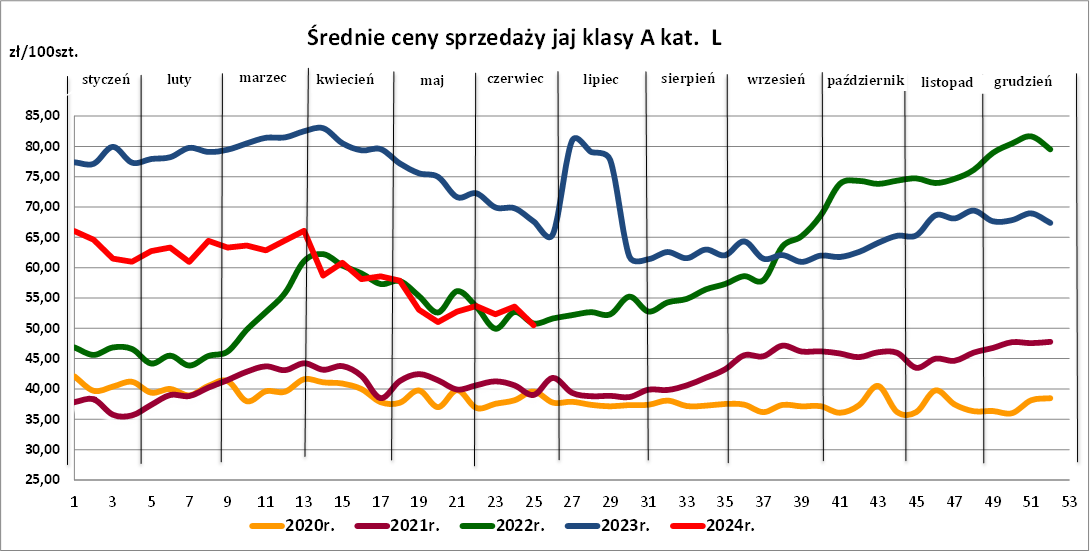 Średnie ceny sprzedaży jaj klasy A kat. L
zł/100szt.
styczeń luty marzec kwiecień maj czerwiec lipiec sierpień wrzesień październik listopad grudzień
85,00
80,00
75,00
70,00
65,00
60,00
55,00
50,00
45,00
40,00
35,00
30,00
25,00
1 3 5 7 9 11 13 15 17 19 21 23 25 27 29 31 33 35 37 39 41 43 45 47 49 51 53
2020r. 2021r. 2022r. 2023r. 2024r.